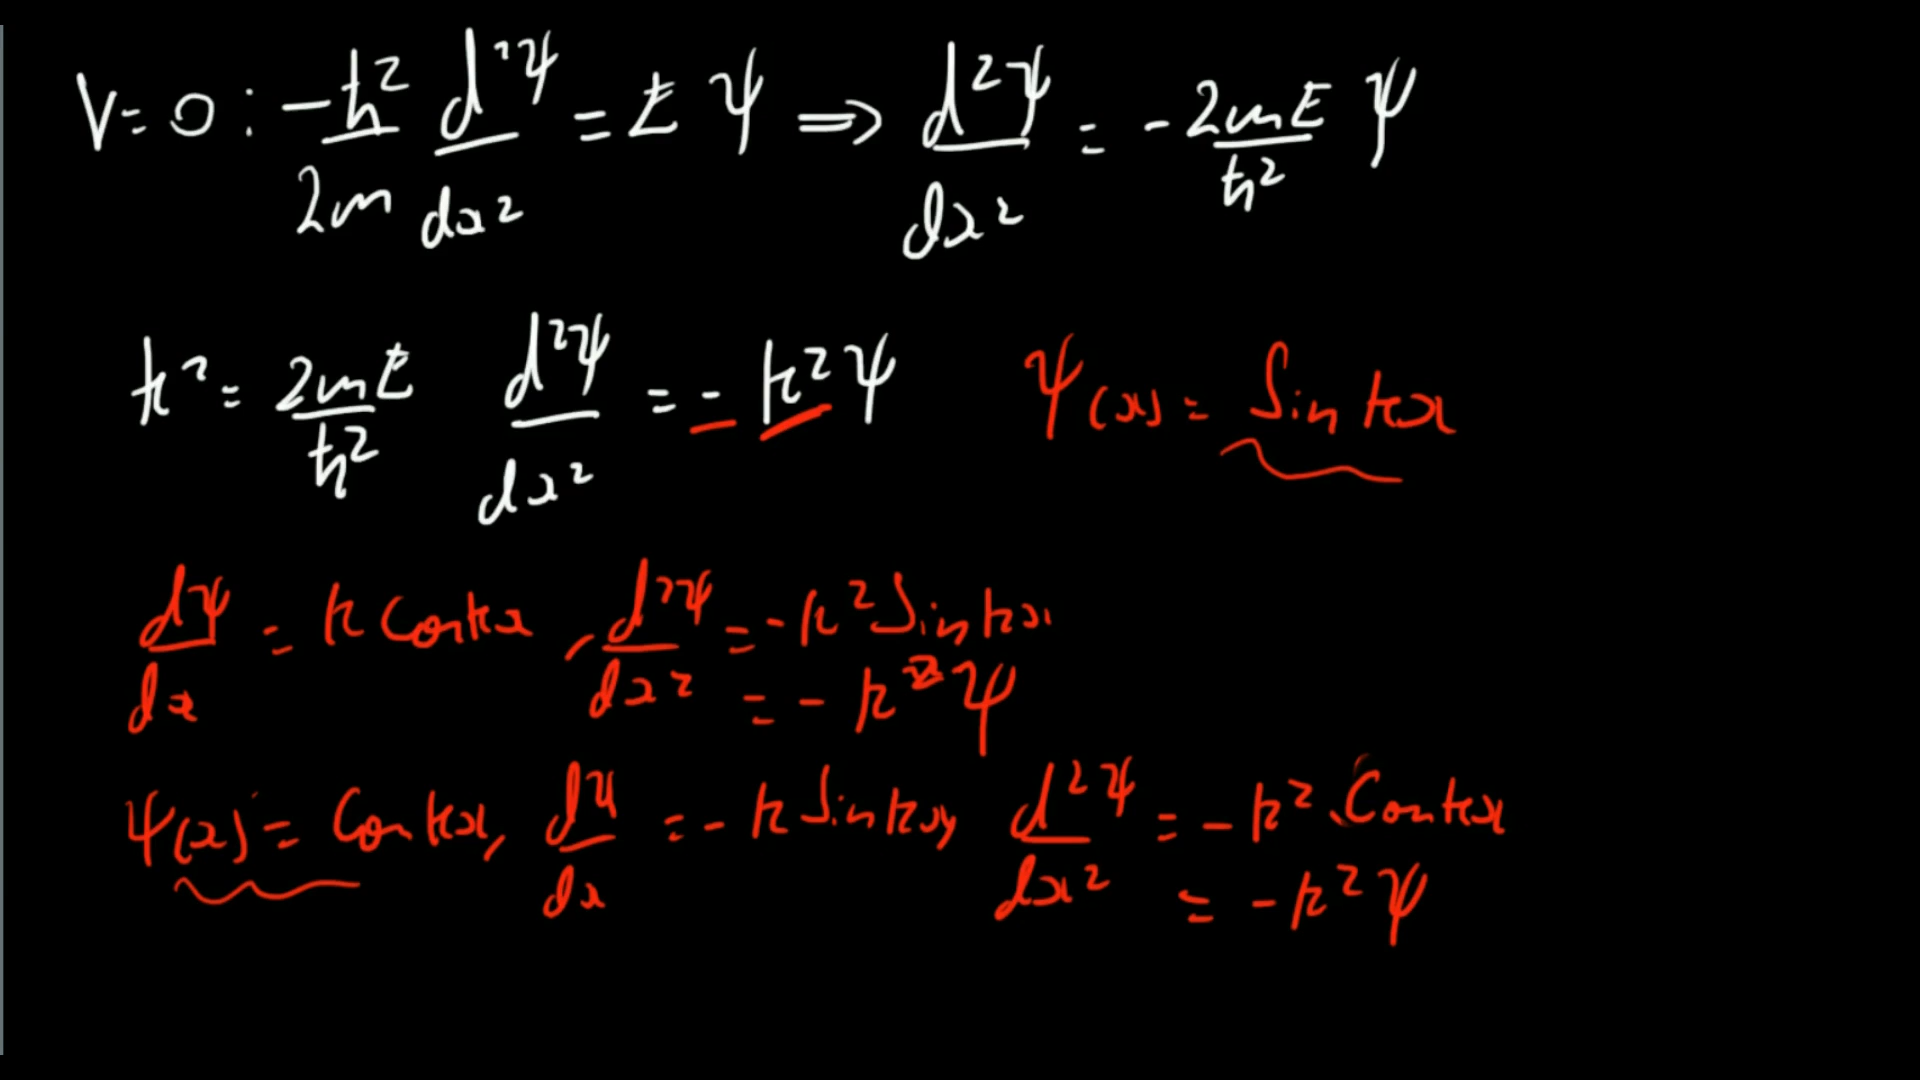 V=0: -ħ²/2m d²ψ/dx² = Eψ ⟹ d²ψ/dx² = -2mE/ħ² ψ
k² = 2mE/ħ² d²ψ/dx² = -k²ψ ψ(x) = Sin kx
dψ/dx = k Cos kx, d²ψ/dx² = -k² Sin kx
= -k²ψ
ψ(x) = Cos kx, dψ/dx = -k Sin kx, d²ψ/dx² = -k². Cos kx
= -k²ψ